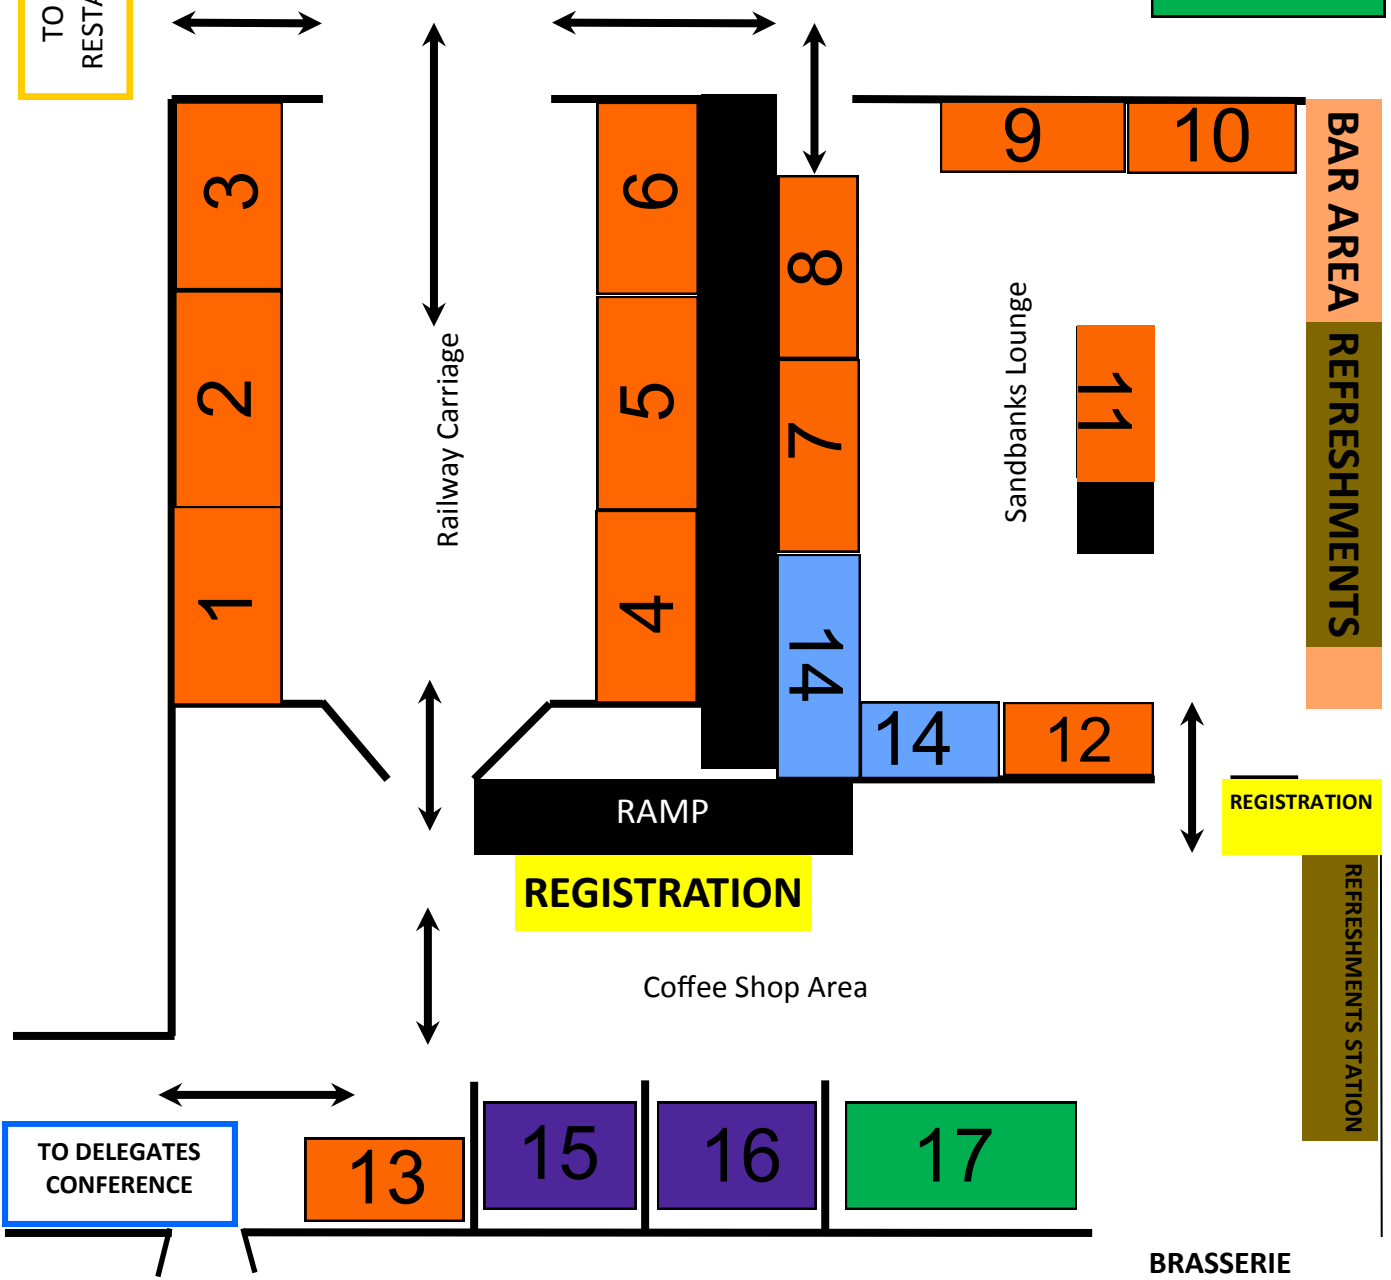 TO
RESTA
3
6
9
10
BAR AREA
8
2
5
7
Railway Carriage
Sandbanks Lounge
11
REFRESHMENTS
1
4
14
14
12
RAMP
REGISTRATION
REGISTRATION
REFRESHMENTS STATION
Coffee Shop Area
TO DELEGATES
CONFERENCE
13
15
16
17
BRASSERIE